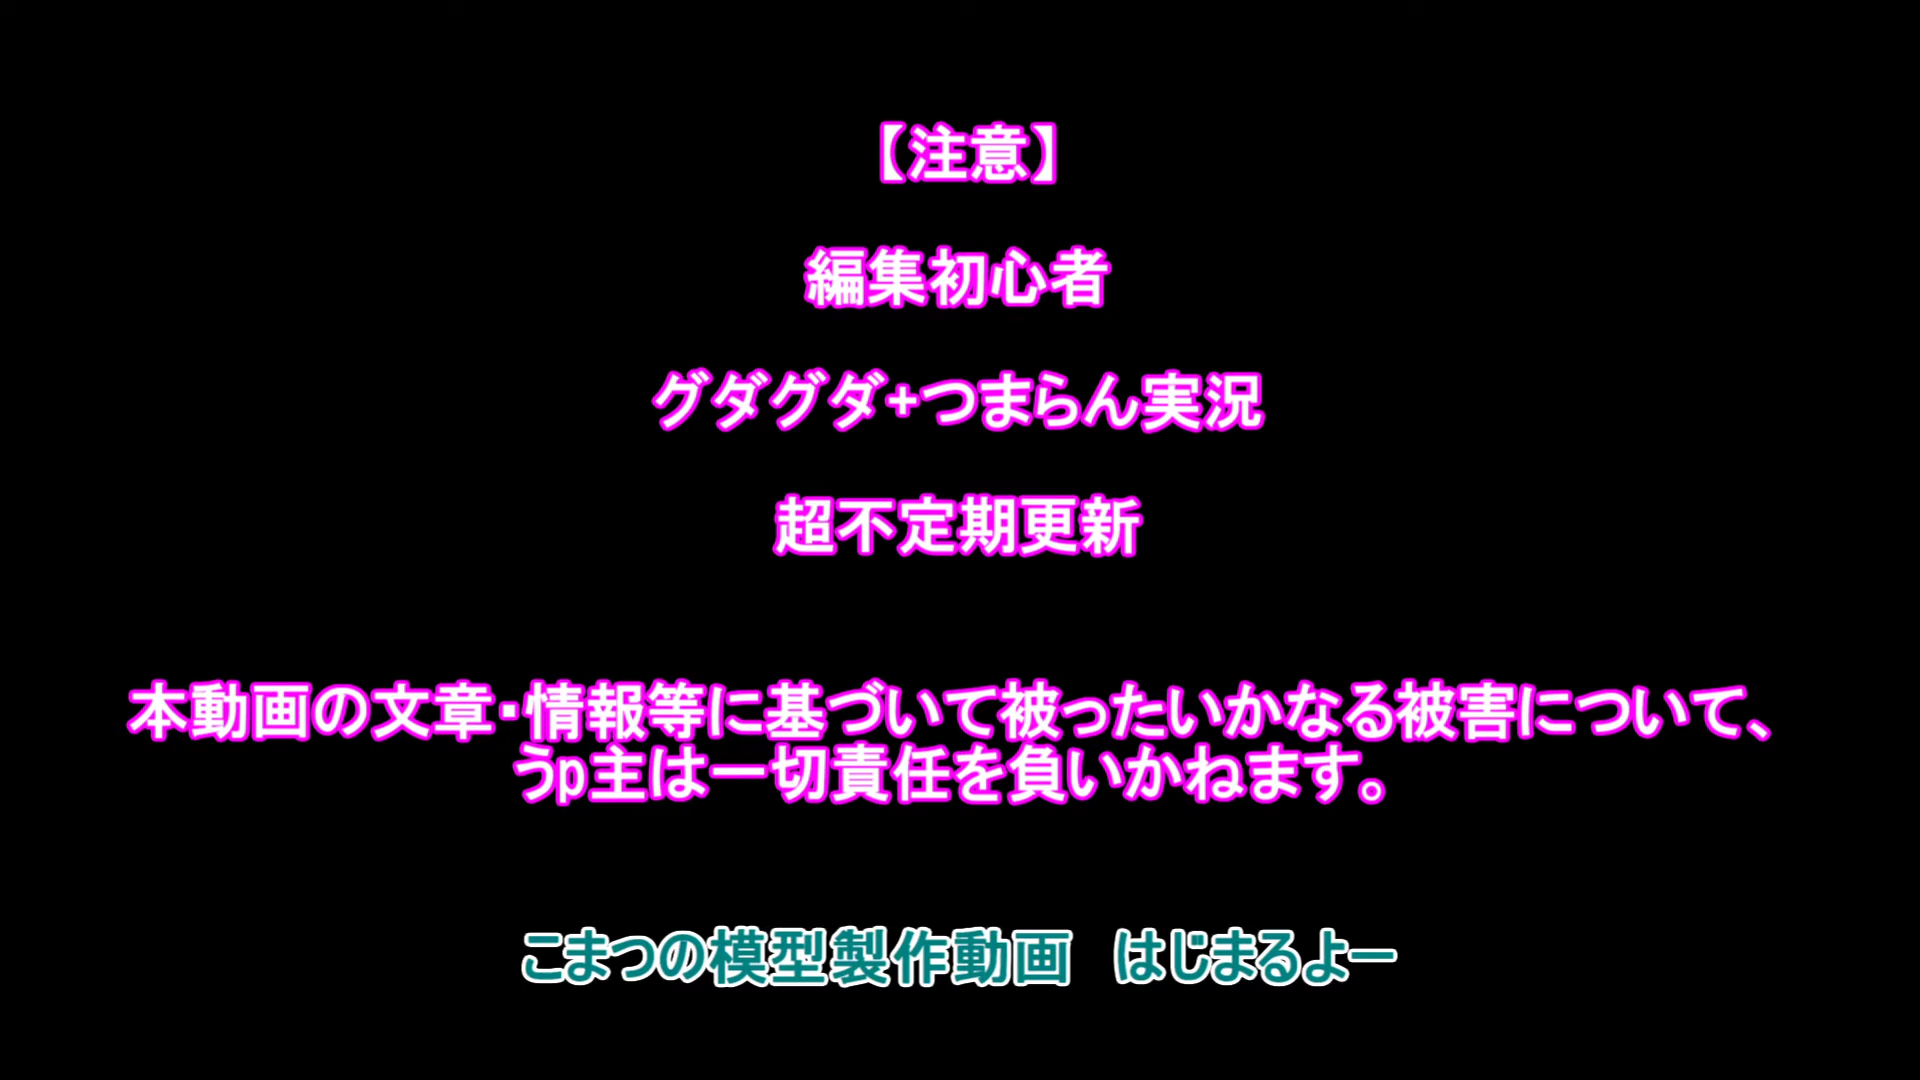 【注意】
編集初心者
グダグダ+つまらん実況
超不定期更新
本動画の文章・情報等に基づいて被ったいかなる被害について、
うp主は一切責任を負いかねます。
こまつの模型製作動画　はじまるよー